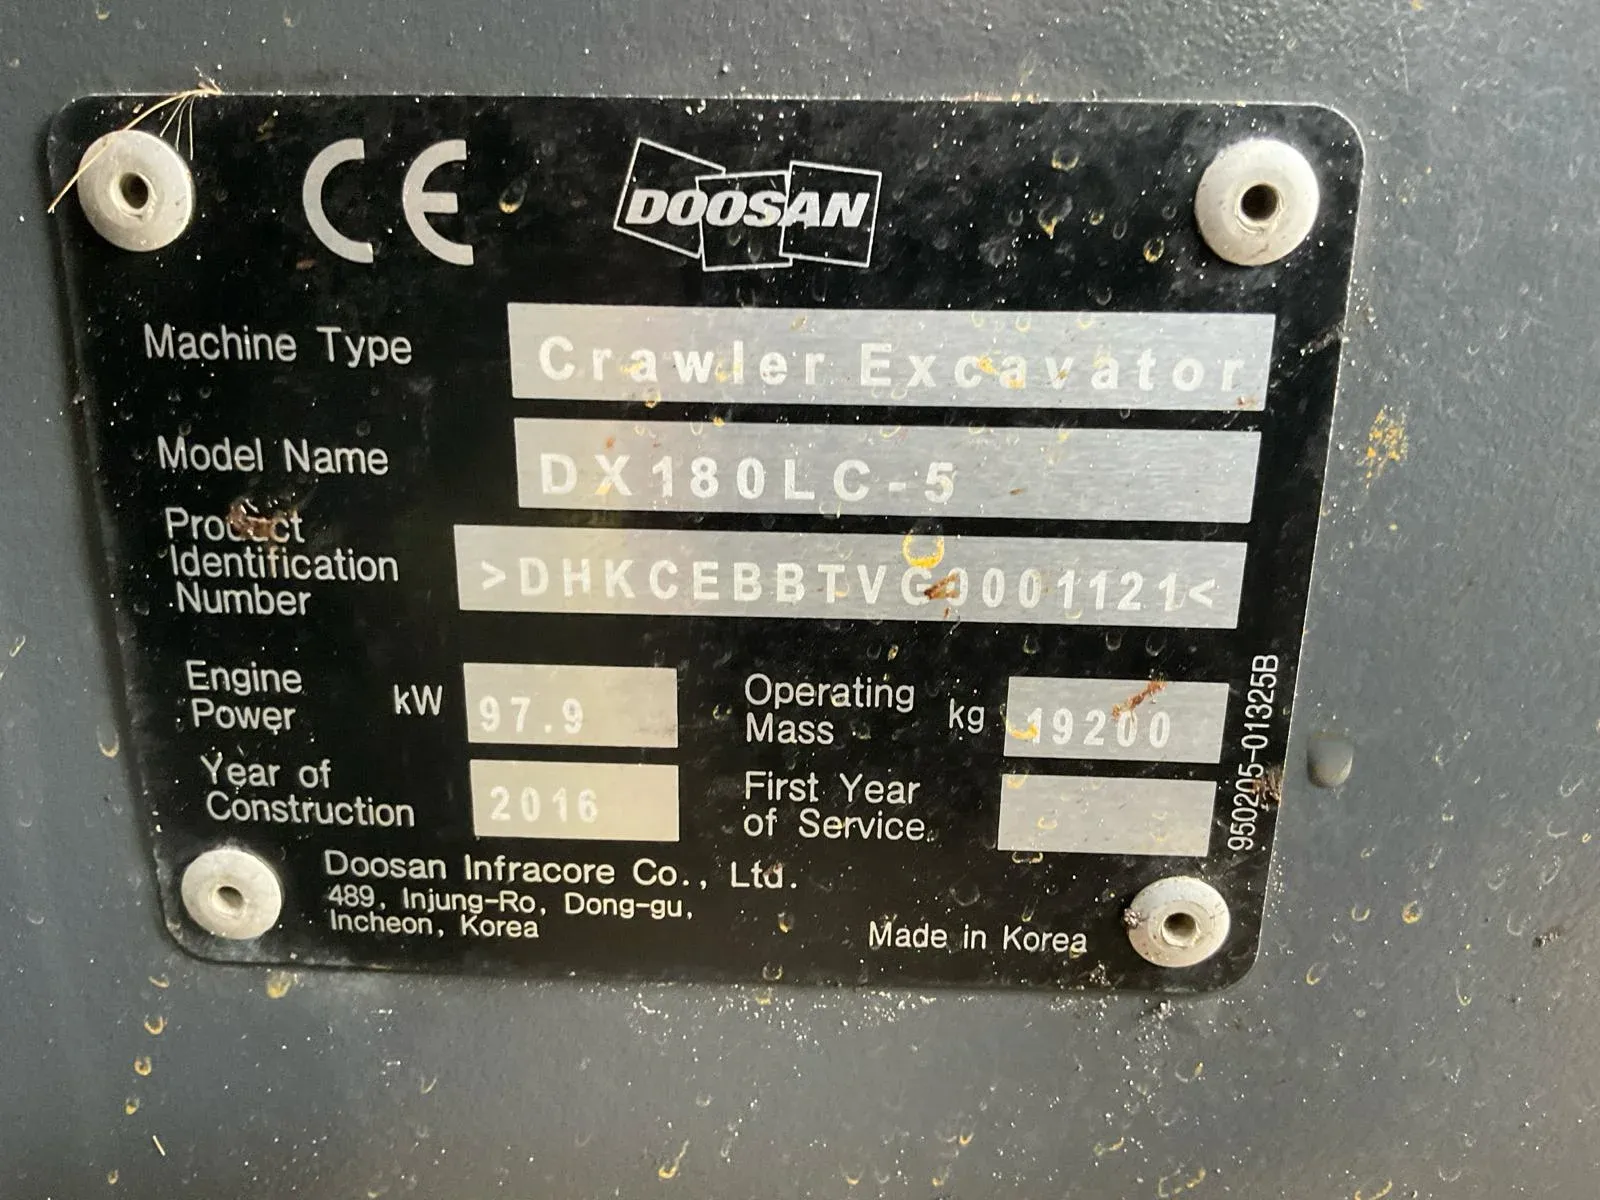 CE
DOOSAN
Machine Type Crawler Excavator
Model Name DX180LC-5
Product
Identification
Number >DHKCEBBTVG0001121<
Engine
Power kW 97.9
Operating
Mass kg 19200
Year of
Construction 2016
First Year
of Service
Doosan Infracore Co., Ltd.
489, Injung-Ro, Dong-gu,
Incheon, Korea
Made in Korea
950205-01325B